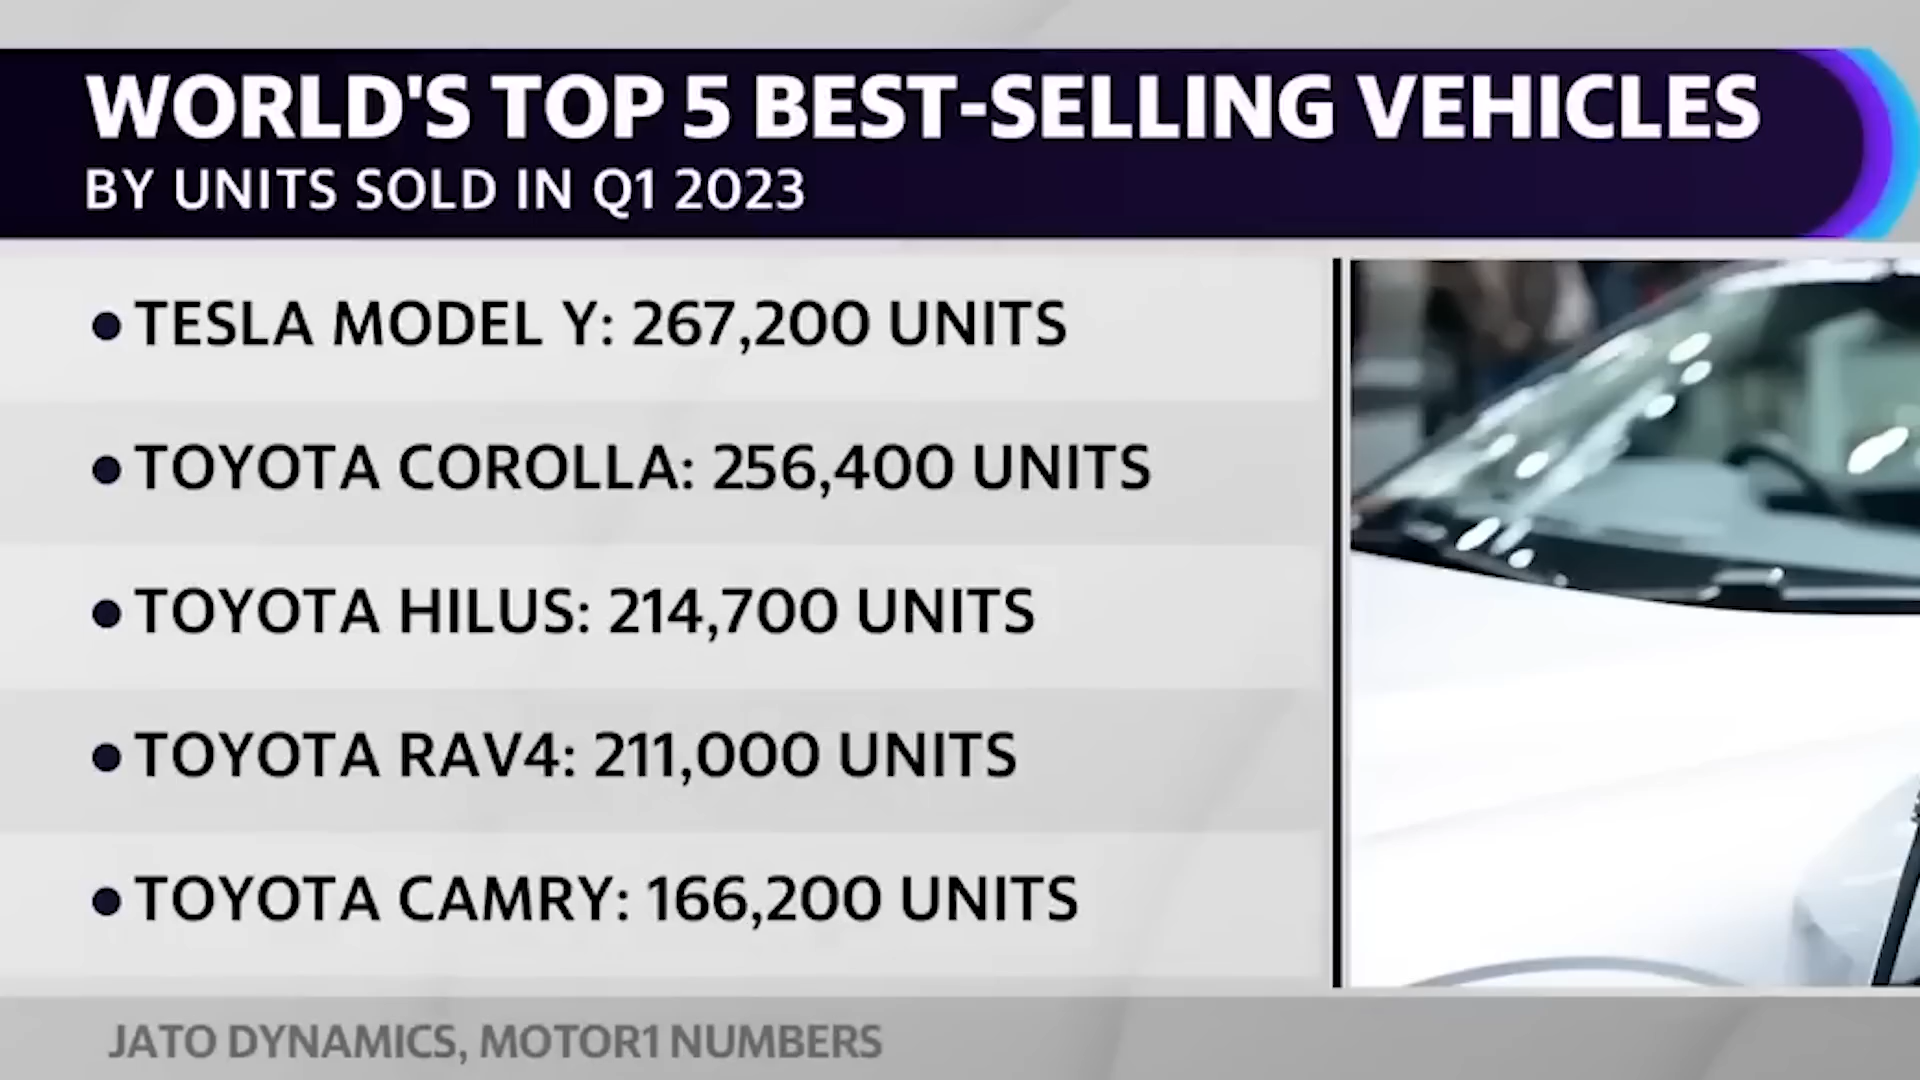 WORLD'S TOP 5 BEST-SELLING VEHICLES
BY UNITS SOLD IN Q1 2023
• TESLA MODEL Y: 267,200 UNITS
• TOYOTA COROLLA: 256,400 UNITS
• TOYOTA HILUS: 214,700 UNITS
• TOYOTA RAV4: 211,000 UNITS
• TOYOTA CAMRY: 166,200 UNITS
JATO DYNAMICS, MOTOR1 NUMBERS